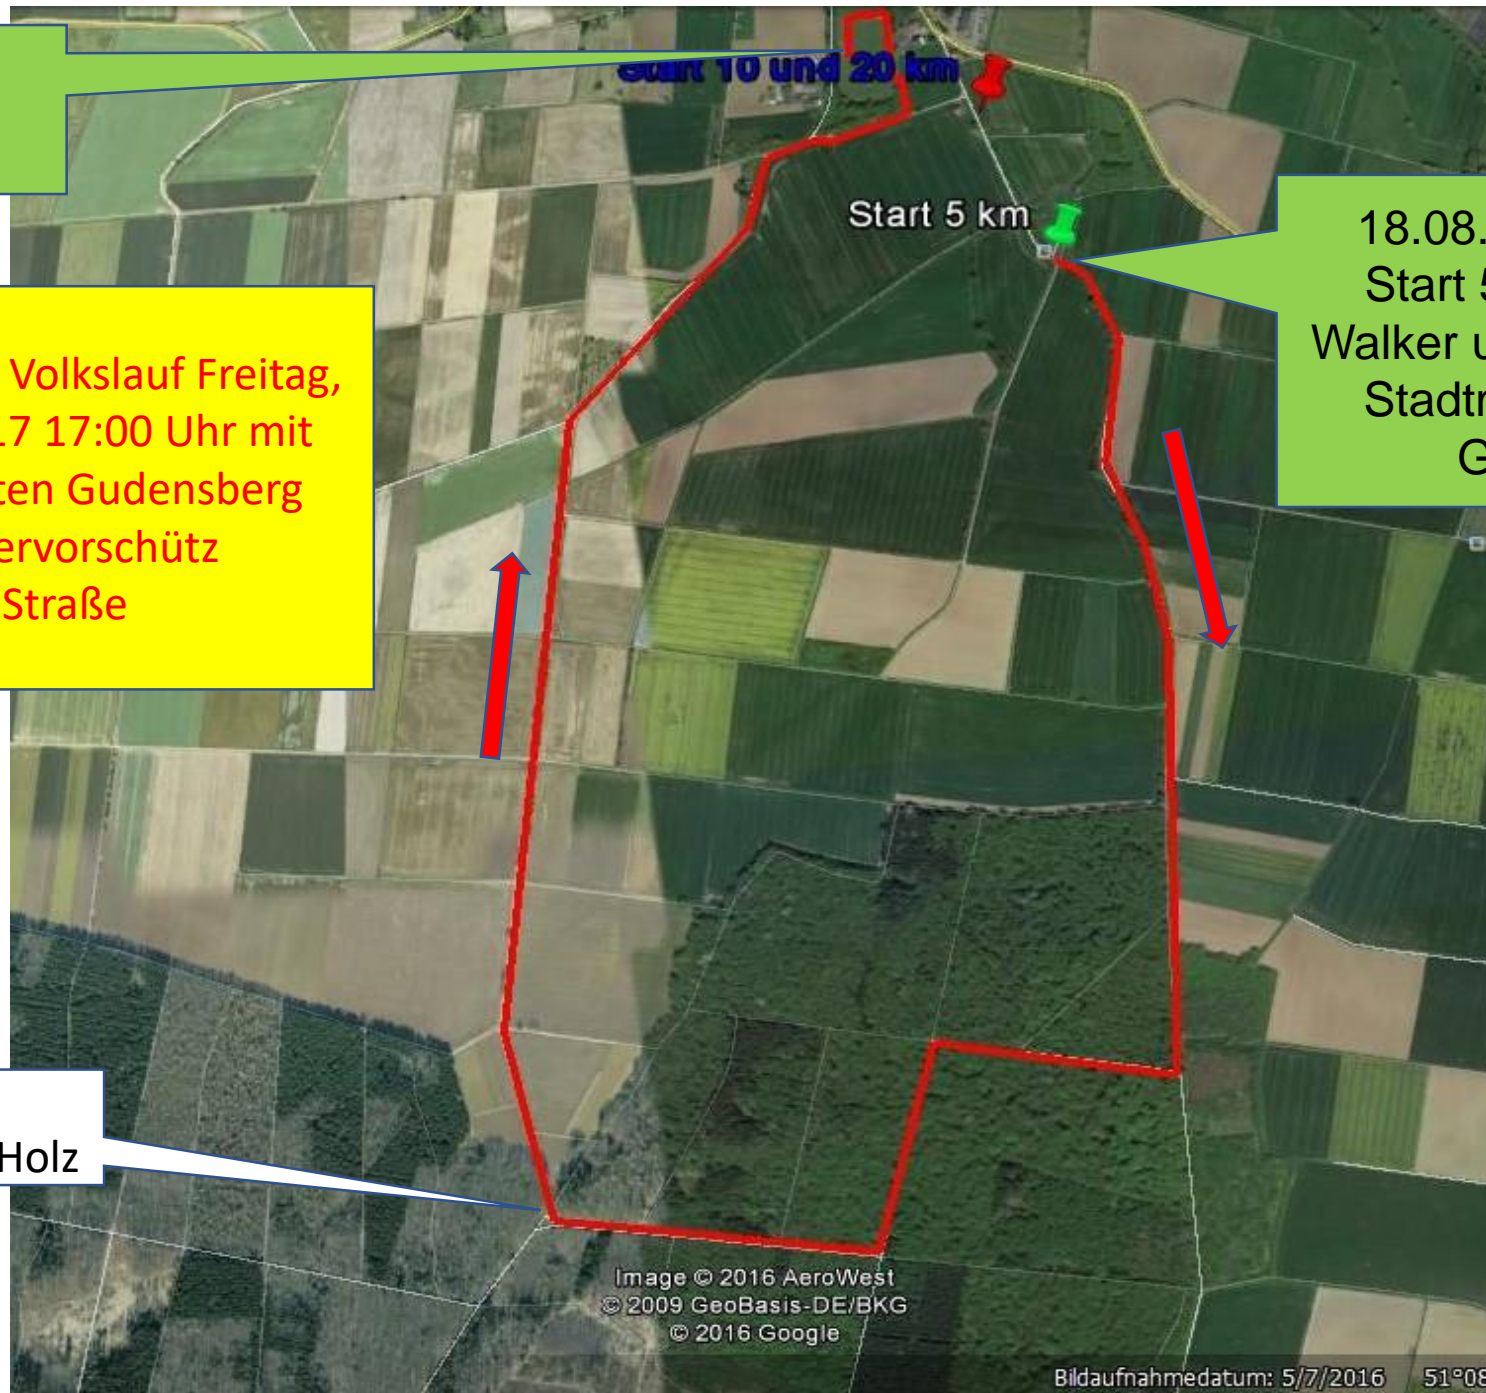 Start 10 und 20 km
Start 5 km
18.08.
Start 5
Walker u
Stadtr
G
Volkslauf Freitag,
17 17:00 Uhr mit
ten Gudensberg
ervorschütz
Straße
Holz
Image © 2016 AeroWest
© 2009 GeoBasis-DE/BKG
© 2016 Google
Bildaufnahmedatum: 5/7/2016 51°08